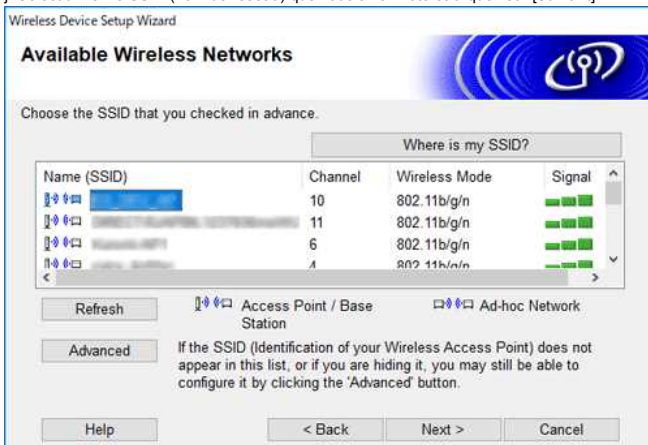 Wireless Device Setup Wizard
Available Wireless Networks
Choose the SSID that you checked in advance.
Where is my SSID?
Name (SSID) Channel Wireless Mode Signal
10 802.11b/g/n
11 802.11b/g/n
6 802.11b/g/n
4 802.11b/g/n
Refresh
Access Point / Base
Station
Ad-hoc Network
Advanced
If the SSID (Identification of your Wireless Access Point) does not
appear in this list, or if you are hiding it, you may still be able to
configure it by clicking the 'Advanced' button.
Help < Back Next > Cancel